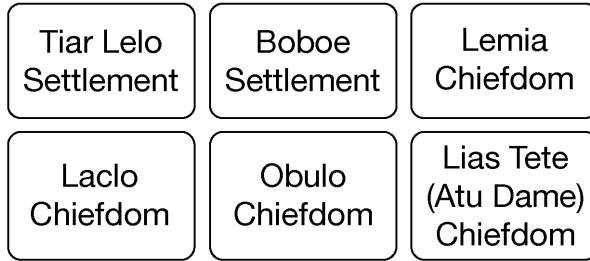 Tiar Lelo
Settlement
Boboe
Settlement
Lemia
Chiefdom
Laclo
Chiefdom
Obulo
Chiefdom
Lias Tete
(Atu Dame)
Chiefdom